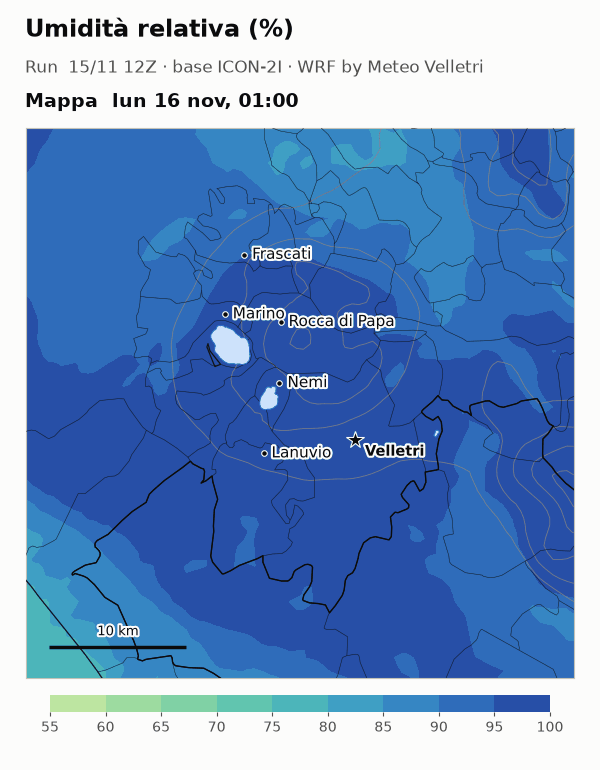 Umidità relativa (%)
Run  15/11 12Z · base ICON-2I · WRF by Meteo Velletri
Mappa  lun 16 nov, 01:00
Frascati
Marino
Rocca di Papa
Nemi
Velletri
Lanuvio
10 km
55 60 65 70 75 80 85 90 95 100